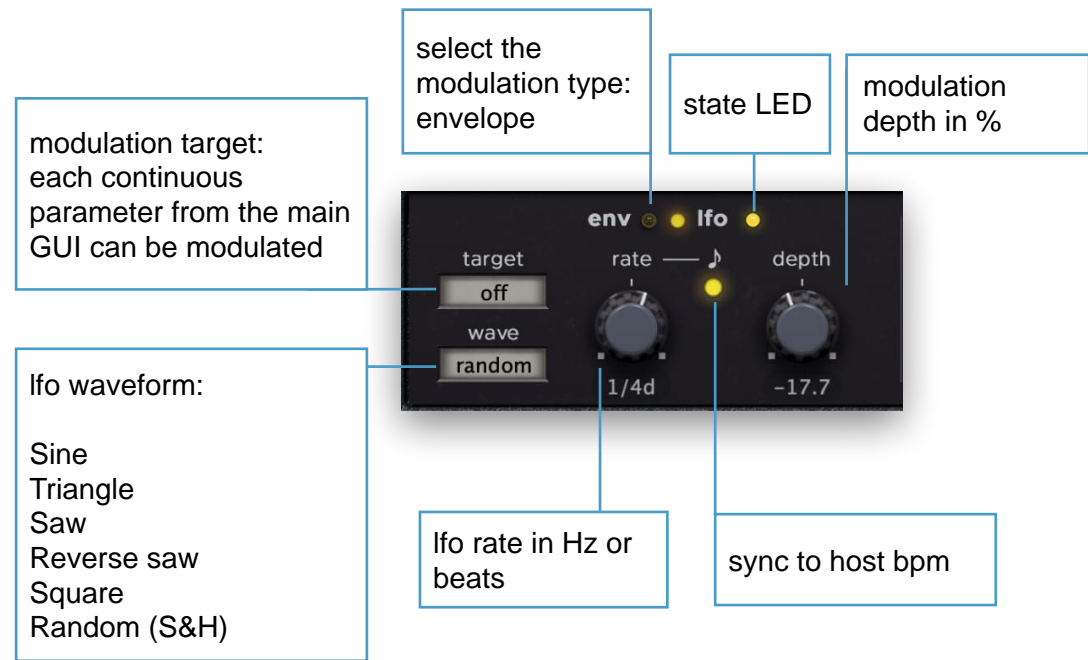 select the
modulation type:
envelope
state LED
modulation
depth in %
modulation target:
each continuous
parameter from the main
GUI can be modulated
env lfo
target rate ♪ depth
off
wave
random
1/4d -17.7
lfo waveform:
Sine
Triangle
Saw
Reverse saw
Square
Random (S&H)
lfo rate in Hz or
beats
sync to host bpm